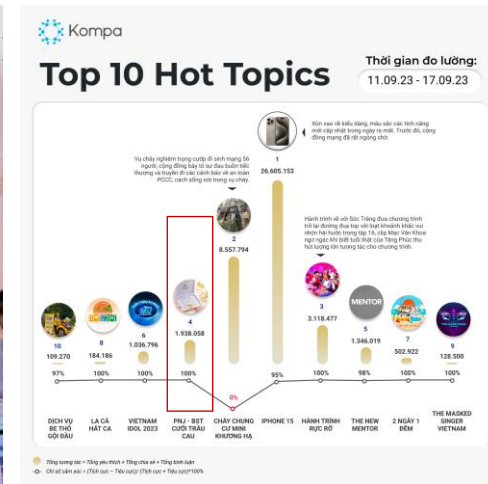 Kompa
Top 10 Hot Topics
Thời gian đo lường:
11.09.23 - 17.09.23
Xôn xao về kiểu dáng, màu sắc các tính năng
mới cập nhật trong ngày ra mắt. Trước đó, cộng
đồng mạng đã rất ngóng chờ.
1
26.605.153
Vụ cháy nghiêm trọng cướp đi sinh mạng 56
người, cộng đồng bày tỏ sự đau buồn tiếc
thương và truyền đi các cảnh báo về an toàn
PCCC, cách sống sót trong vụ cháy.
2
8.557.794
Hành trình về với Sóc Trăng đưa chương trình
trở lại đường đua top với loạt khoảnh khắc vui
nhộn hài hước trong tập 16, clip Mạc Văn Khoa
ngơ ngác khi biết tuổi thật của Tăng Phúc thu
hút lượng lớn tương tác cho chương trình.
3
3.118.477
4
1.938.058
MENTOR
5
1.346.019
6
1.036.796
7
502.922
8
184.186
9
128.500
10
109.270
97%
100%
100%
100%
0%
95%
100%
98%
100%
100%
DỊCH VỤ
BE THỒ
GỘI ĐẦU
LA CÀ
HÁT CA
VIETNAM
IDOL 2023
PNJ - BST
CƯỚI TRẦU
CAU
CHÁY CHUNG
CƯ MINI
KHƯƠNG HẠ
IPHONE 15
HÀNH TRÌNH
RỰC RỠ
THE NEW
MENTOR
2 NGÀY 1
ĐÊM
THE MASKED
SINGER
VIETNAM
Tổng tương tác = Tổng yêu thích + Tổng chia sẻ + Tổng bình luận
Chỉ số cảm xúc = (Tích cực - Tiêu cực)/ (Tích cực + Tiêu cực)*100%